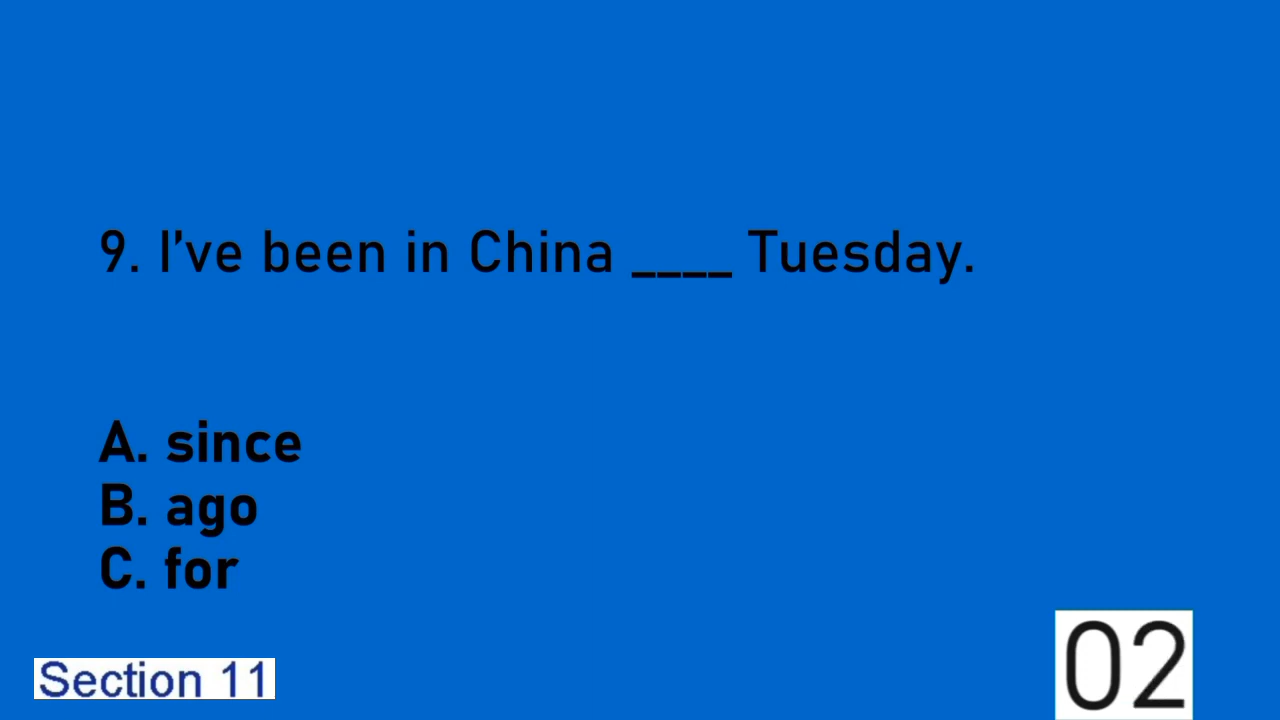 9. I've been in China ____ Tuesday.
A. since
B. ago
C. for
Section 11
02